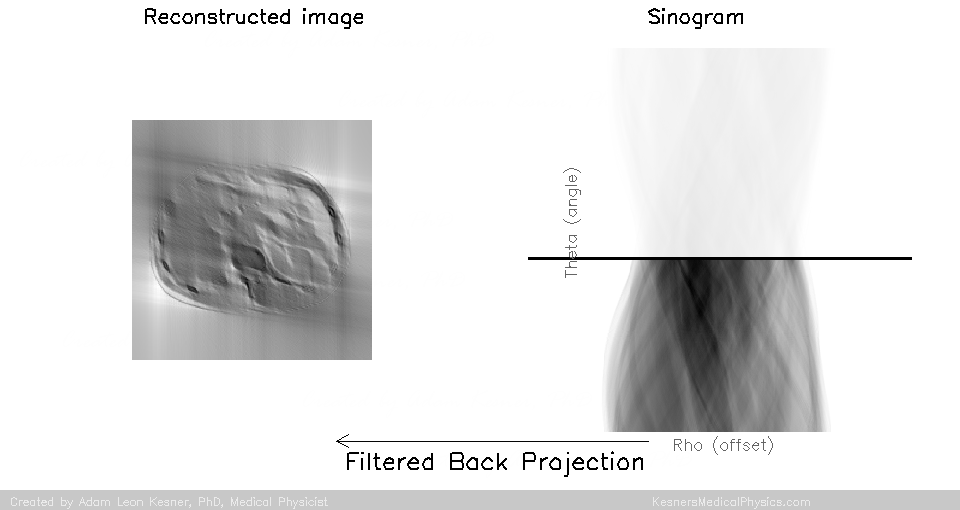 Reconstructed image
Sinogram
Theta (angle)
Rho (offset)
Filtered Back Projection
Created by Adam Leon Kesner, PhD, Medical Physicist
KesnersMedicalPhysics.com